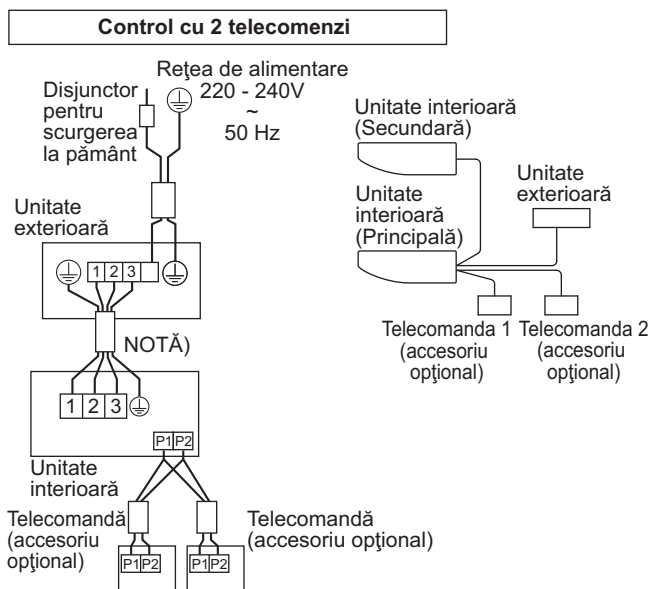 Control cu 2 telecomenzi
Reţea de alimentare
220 - 240V
~
50 Hz
Disjunctor
pentru
scurgerea
la pământ
Unitate
exterioară
1 2 3
NOTĂ)
1 2 3
P1 P2
Unitate
interioară
Telecomandă
(accesoriu
opţional)
P1 P2
Telecomandă
(accesoriu opţional)
P1 P2
Unitate interioară
(Secundară)
Unitate
interioară
(Principală)
Unitate
exterioară
Telecomanda 1
(accesoriu
opţional)
Telecomanda 2
(accesoriu
opţional)